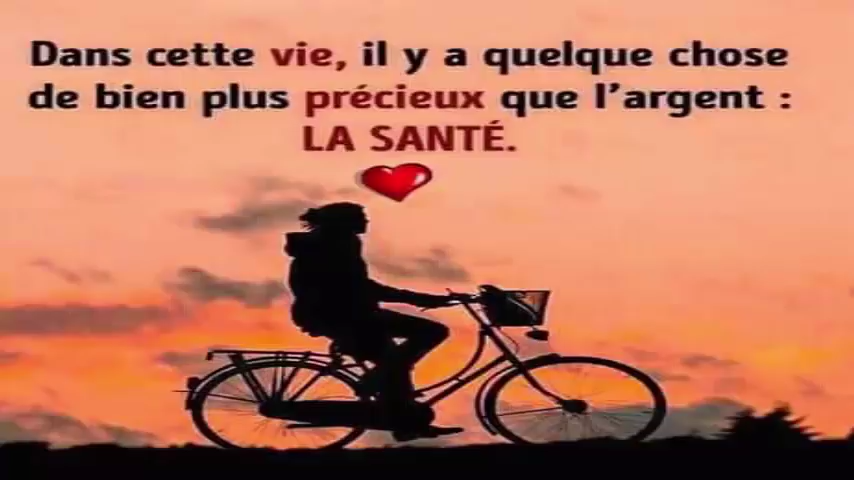 Dans cette vie, il y a quelque chose
de bien plus précieux que l'argent :
LA SANTÉ.